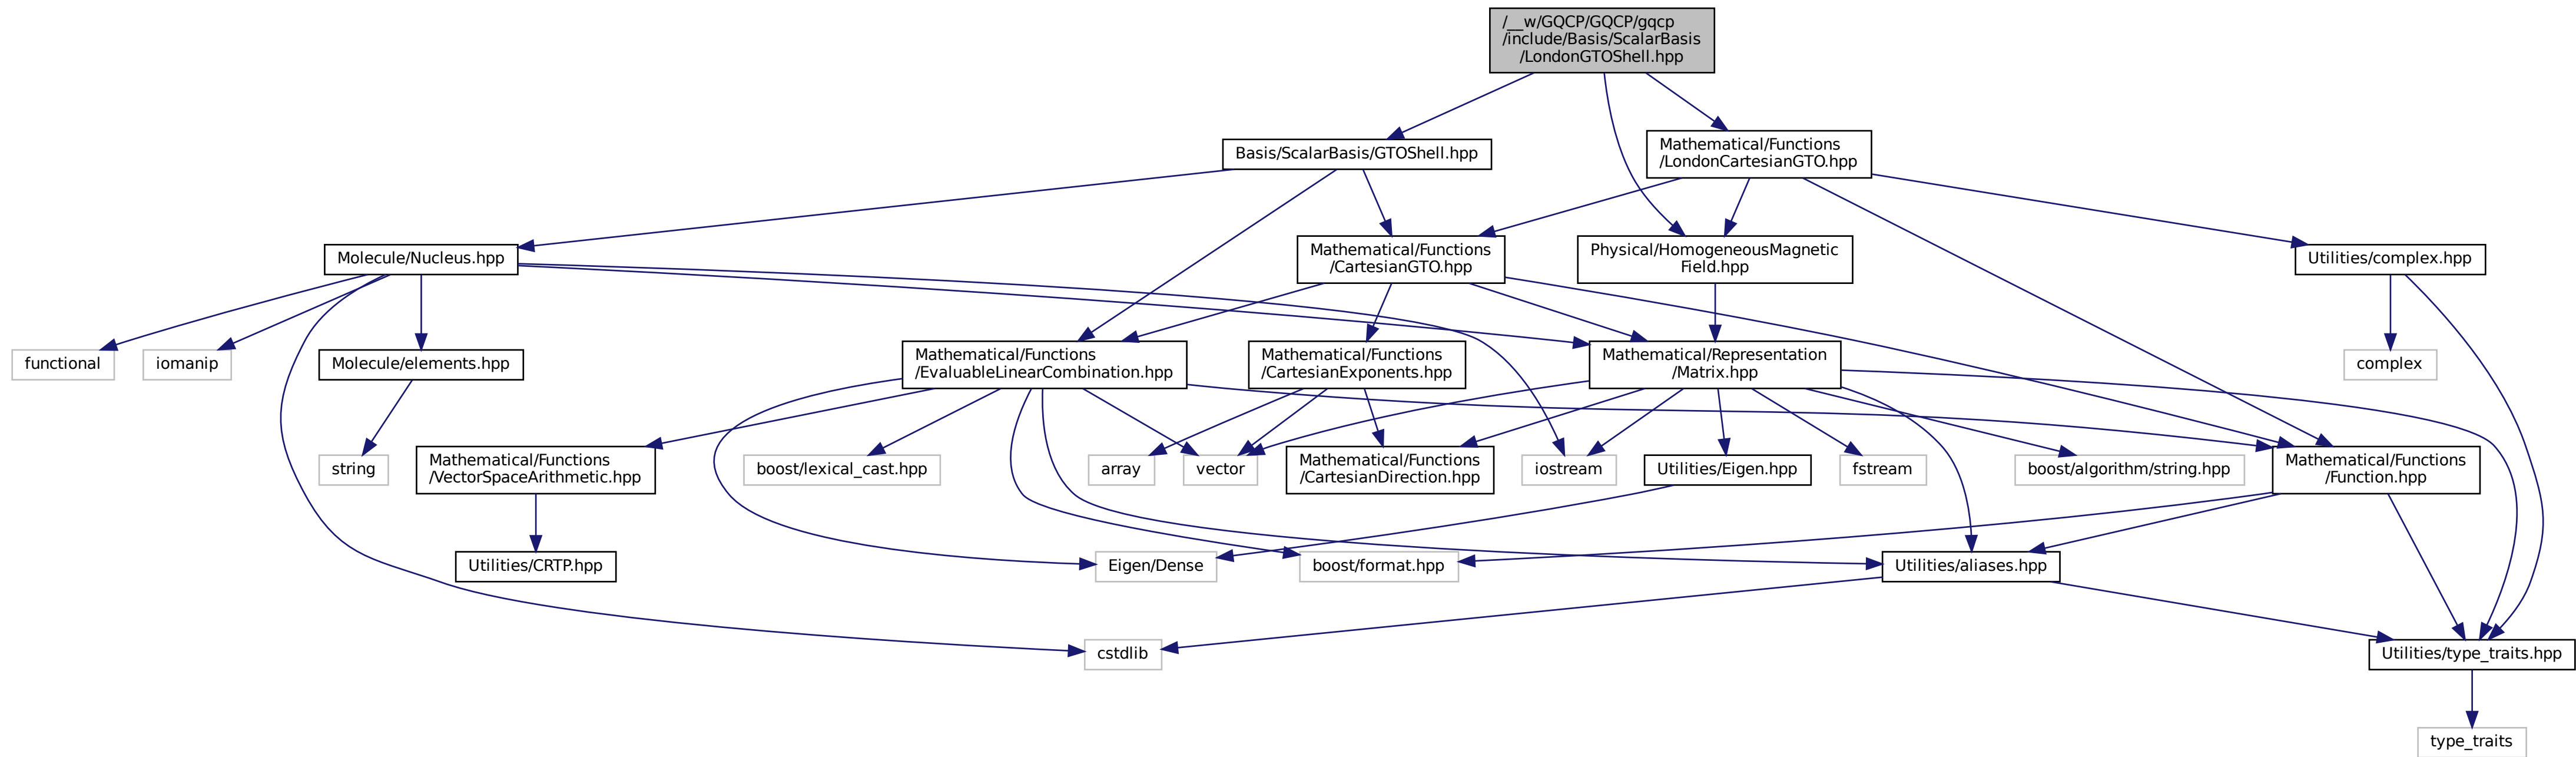 /__w/GQCP/GQCP/gqcp
/include/Basis/ScalarBasis
/LondonGTOShell.hpp
Basis/ScalarBasis/GTOShell.hpp
Mathematical/Functions
/LondonCartesianGTO.hpp
Molecule/Nucleus.hpp
Mathematical/Functions
/CartesianGTO.hpp
Physical/HomogeneousMagnetic
Field.hpp
Utilities/complex.hpp
functional
iomanip
Molecule/elements.hpp
Mathematical/Functions
/EvaluableLinearCombination.hpp
Mathematical/Functions
/CartesianExponents.hpp
Mathematical/Representation
/Matrix.hpp
complex
string
Mathematical/Functions
/VectorSpaceArithmetic.hpp
boost/lexical_cast.hpp
array
vector
Mathematical/Functions
/CartesianDirection.hpp
iostream
Utilities/Eigen.hpp
fstream
boost/algorithm/string.hpp
Mathematical/Functions
/Function.hpp
Utilities/CRTP.hpp
Eigen/Dense
boost/format.hpp
Utilities/aliases.hpp
cstdlib
Utilities/type_traits.hpp
type_traits